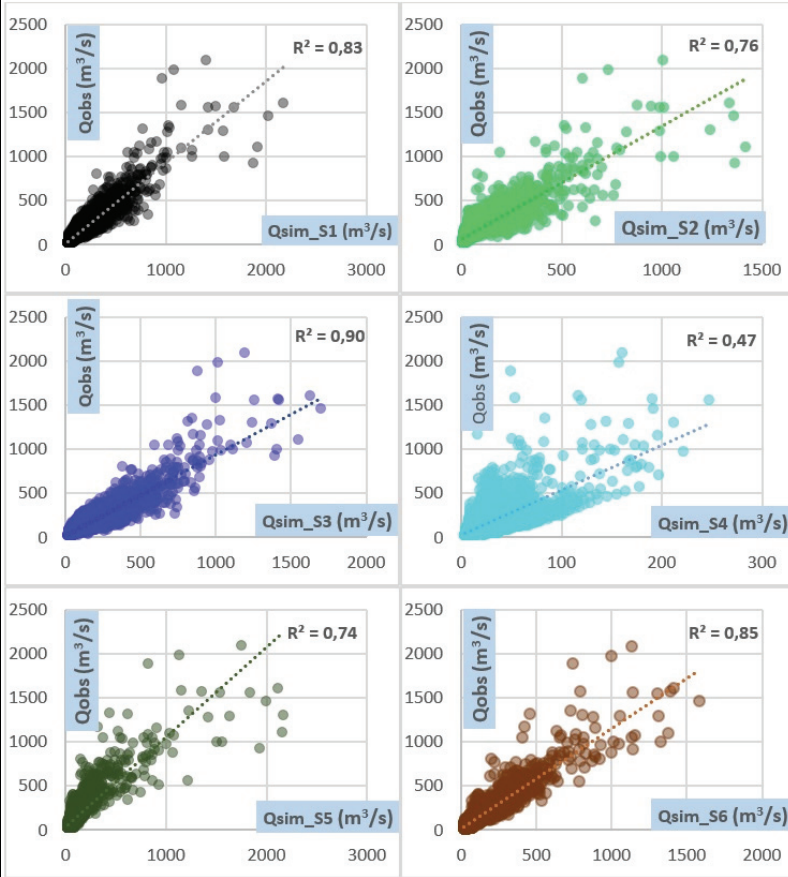 2500
Qobs (m³/s)
R² = 0,83
2000
1500
1000
500
0
Qsim_S1 (m³/s)
0 1000 2000 3000
2500
Qobs (m³/s)
R² = 0,76
2000
1500
1000
500
0
Qsim_S2 (m³/s)
0 500 1000 1500
2500
Qobs (m³/s)
R² = 0,90
2000
1500
1000
500
0
Qsim_S3 (m³/s)
0 500 1000 1500 2000
2500
Qobs (m³/s)
R² = 0,47
2000
1500
1000
500
0
Qsim_S4 (m³/s)
0 100 200 300
2500
Qobs (m³/s)
R² = 0,74
2000
1500
1000
500
0
Qsim_S5 (m³/s)
0 1000 2000 3000
2500
Qobs (m³/s)
R² = 0,85
2000
1500
1000
500
0
Qsim_S6 (m³/s)
0 500 1000 1500 2000